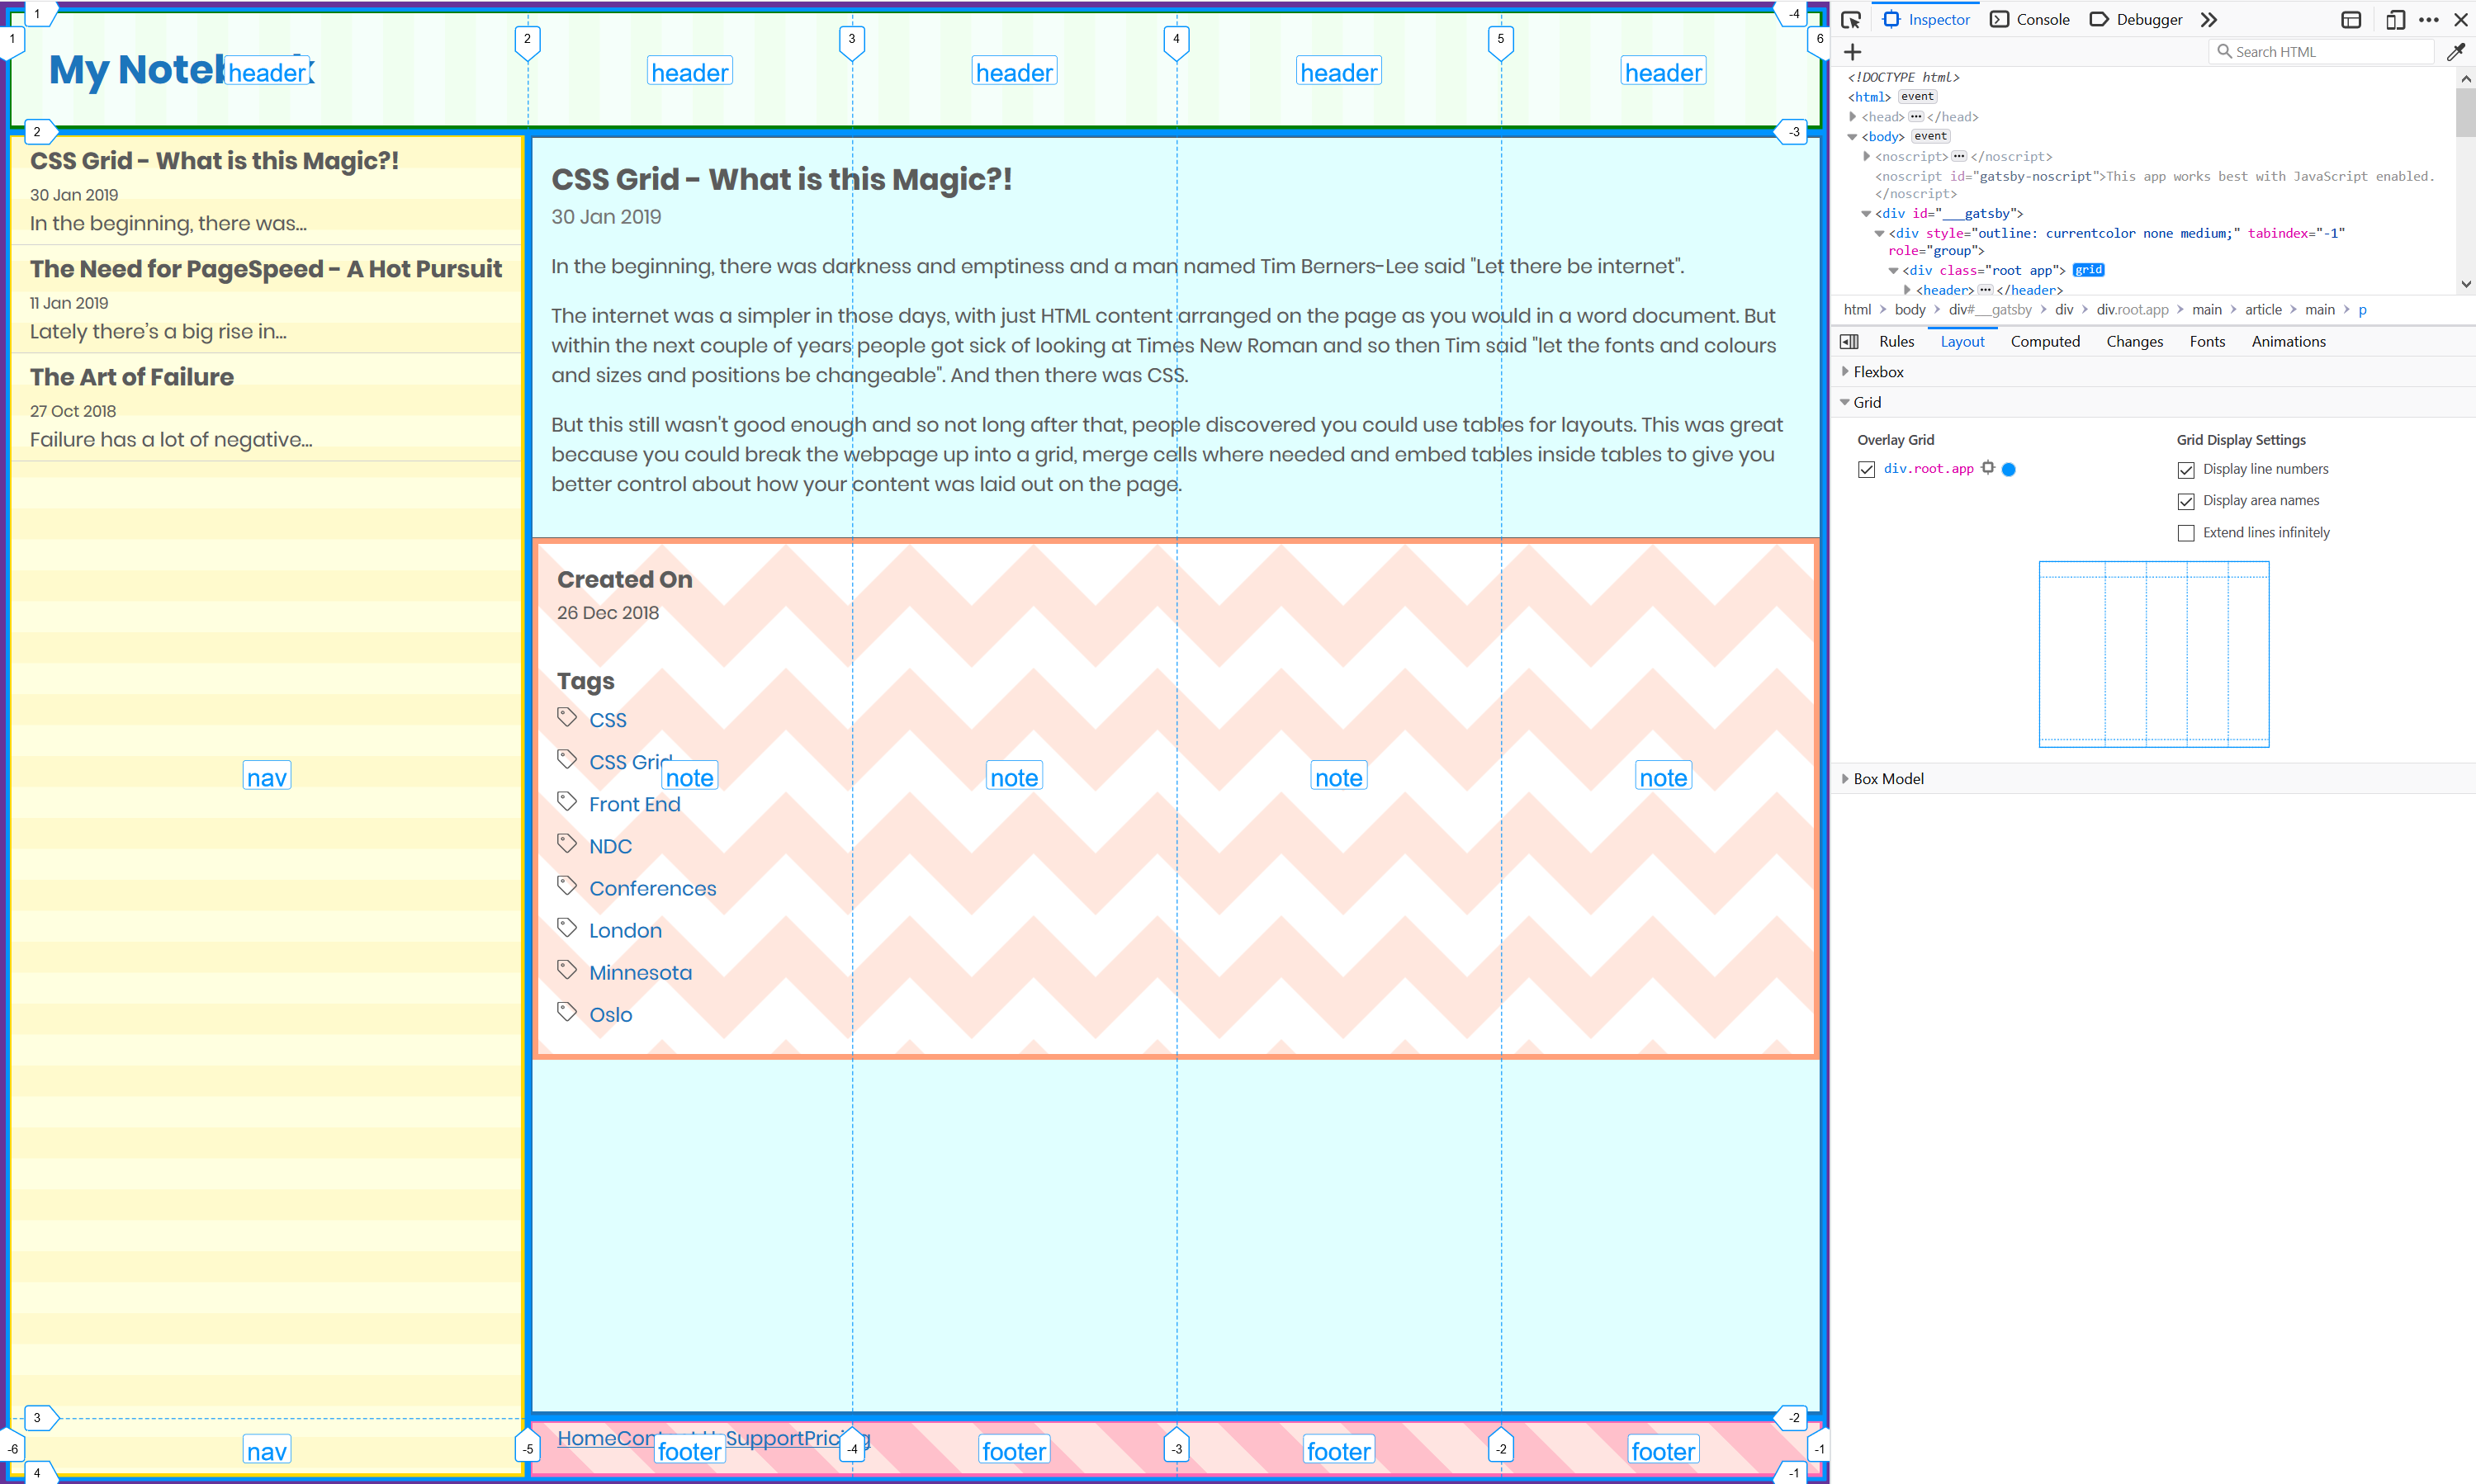 1
-4
1
2
3
4
5
6
My Noteb
header
header
header
header
header
2
-3
CSS Grid - What is this Magic?!
30 Jan 2019
In the beginning, there was...
The Need for PageSpeed - A Hot Pursuit
11 Jan 2019
Lately there's a big rise in...
The Art of Failure
27 Oct 2018
Failure has a lot of negative...
nav
CSS Grid - What is this Magic?!
30 Jan 2019
In the beginning, there was darkness and emptiness and a man named Tim Berners-Lee said "Let there be internet".
The internet was a simpler in those days, with just HTML content arranged on the page as you would in a word document. But
within the next couple of years people got sick of looking at Times New Roman and so then Tim said "let the fonts and colours
and sizes and positions be changeable". And then there was CSS.
But this still wasn't good enough and so not long after that, people discovered you could use tables for layouts. This was great
because you could break the webpage up into a grid, merge cells where needed and embed tables inside tables to give you
better control about how your content was laid out on the page.
Created On
26 Dec 2018
Tags
CSS
CSS Grid
note
note
note
note
Front End
NDC
Conferences
London
Minnesota
Oslo
3
-2
HomeCon SupportPric
nav
footer
footer
footer
footer
-6
-5
-4
-3
-2
-1
4
-1
Inspector
Console
Debugger
Search HTML
<!DOCTYPE html>
<html> event
<head> ••• </head>
<body> event
<noscript> ••• </noscript>
<noscript id="gatsby-noscript">This app works best with JavaScript enabled.
</noscript>
<div id="___gatsby">
<div style="outline: currentcolor none medium;" tabindex="-1"
role="group">
<div class="root app"> grid
<header> ••• </header>
html > body > div#___gatsby > div > div.root.app > main > article > main > p
Rules
Layout
Computed
Changes
Fonts
Animations
Flexbox
Grid
Overlay Grid
div.root.app
Grid Display Settings
Display line numbers
Display area names
Extend lines infinitely
Box Model